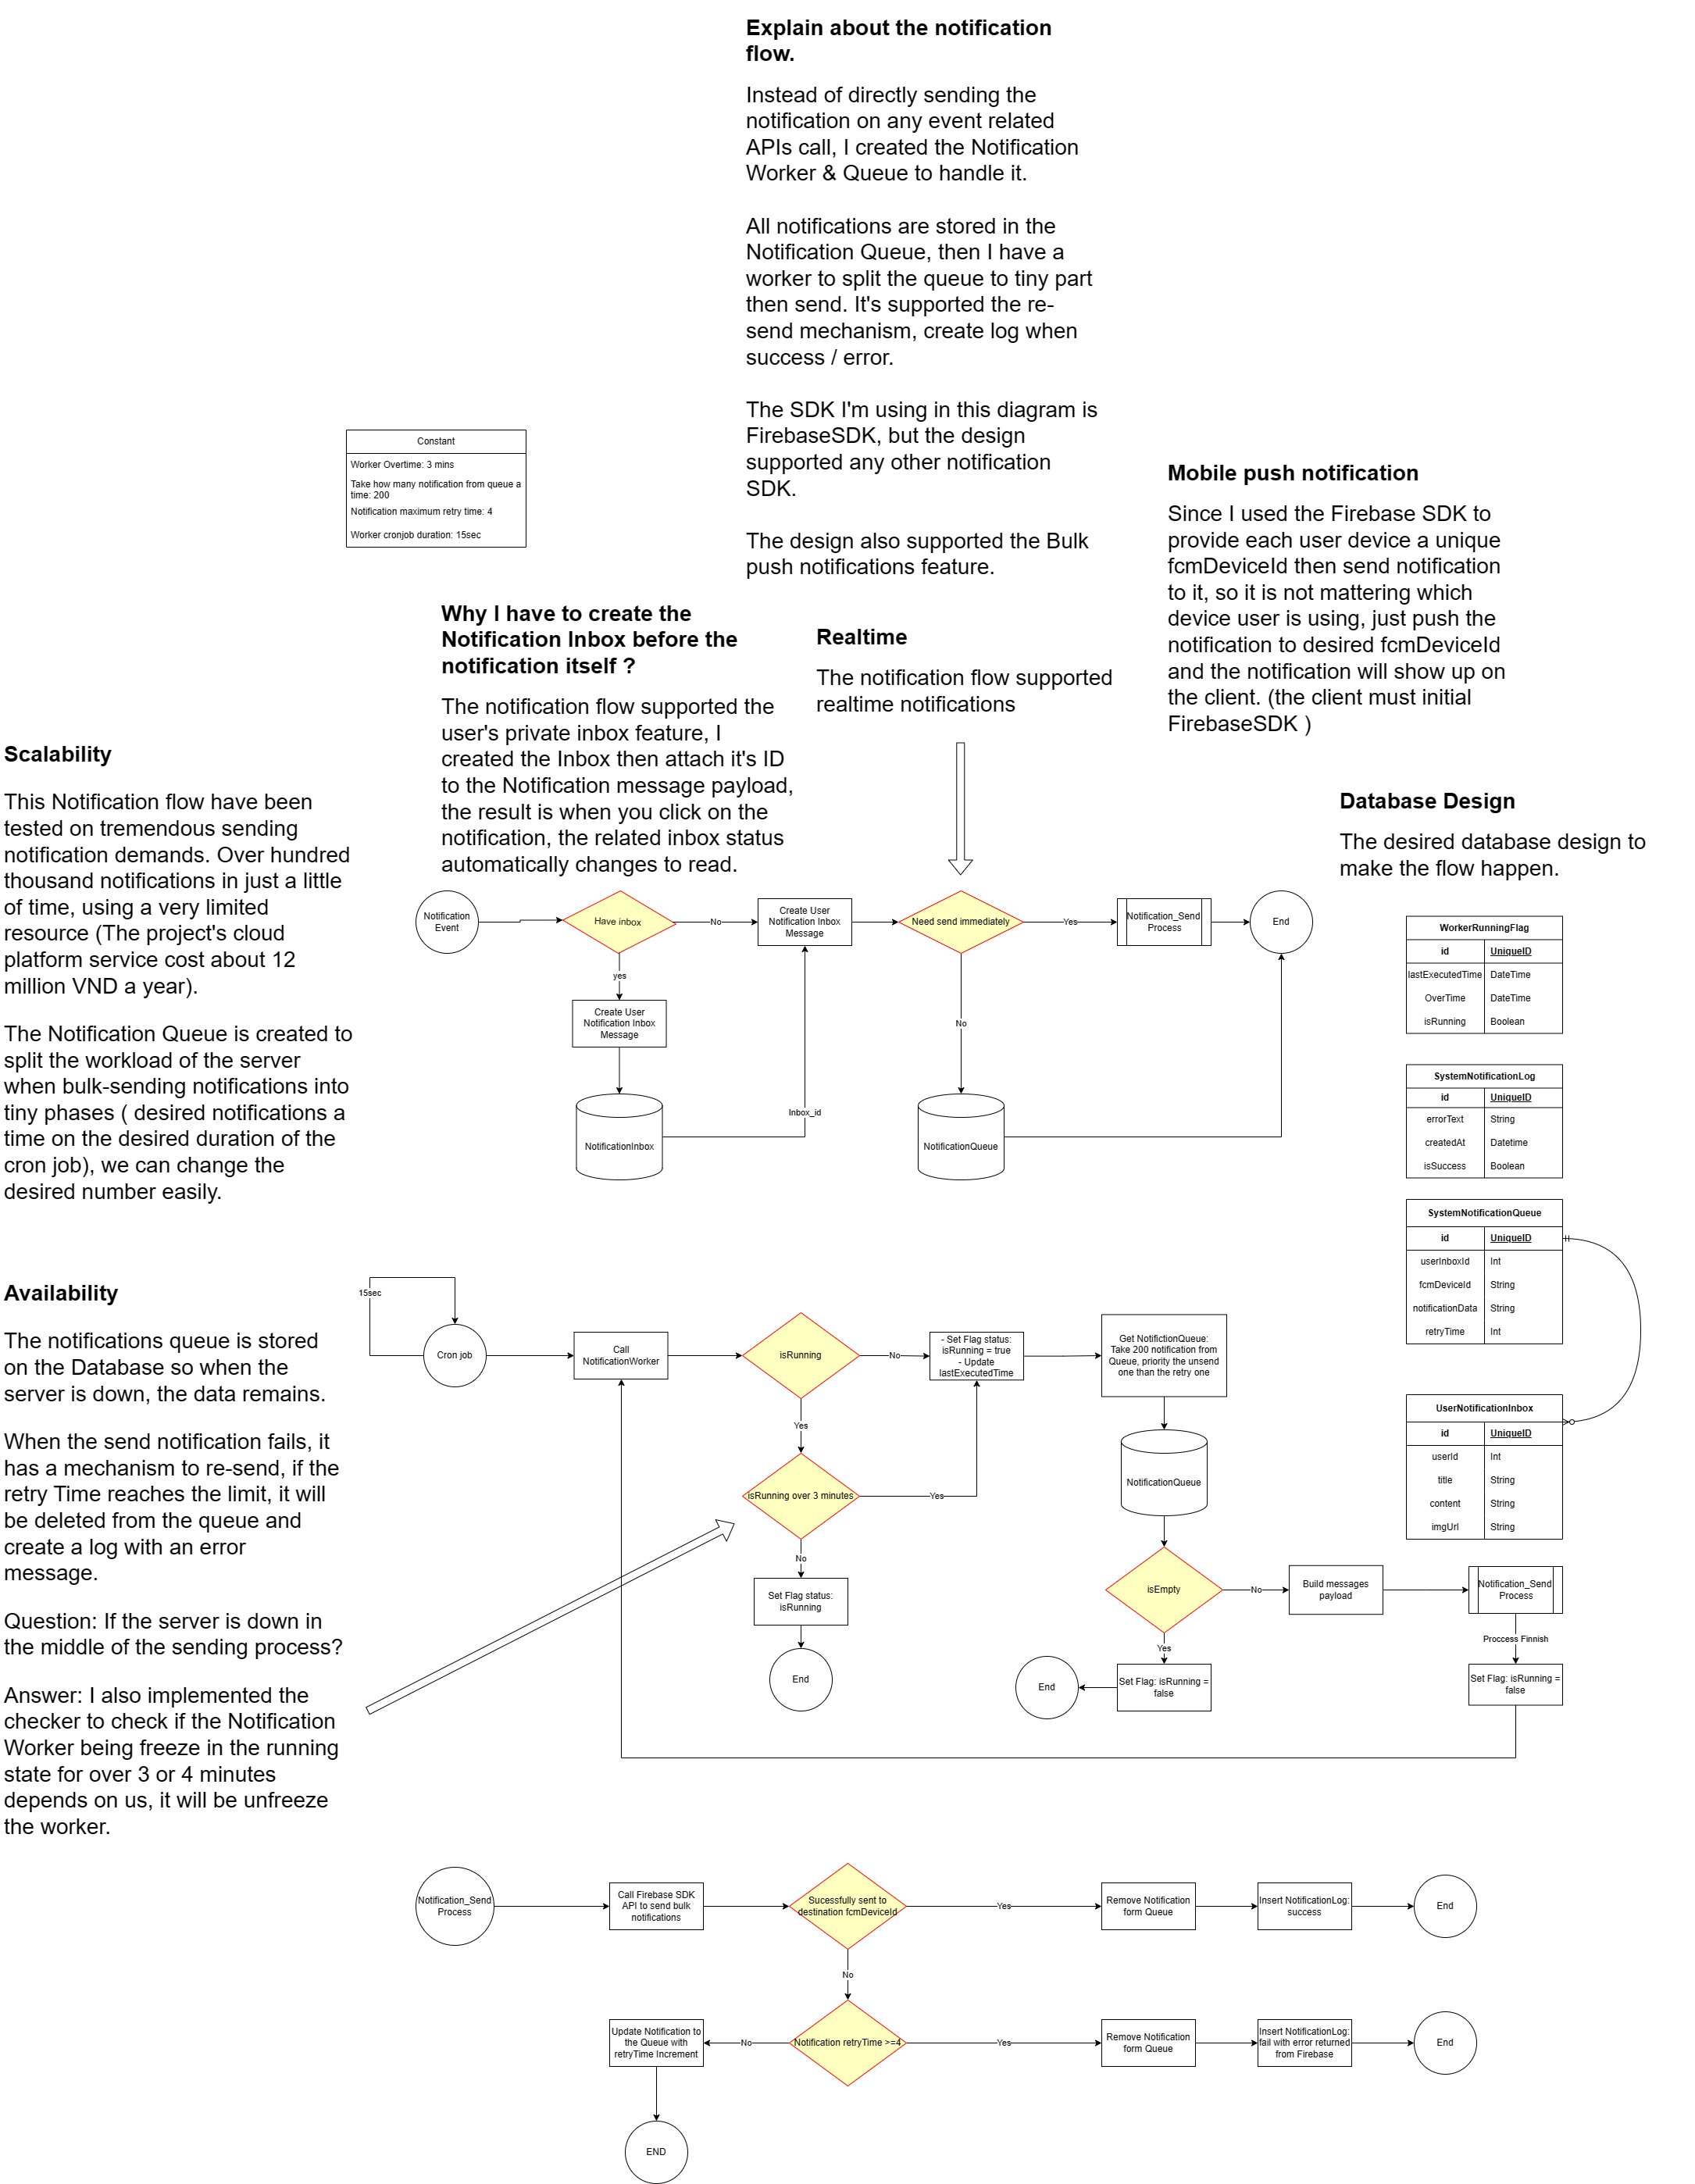 Explain about the notification
flow.
Instead of directly sending the
notification on any event related
APIs call, I created the Notification
Worker & Queue to handle it.
All notifications are stored in the
Notification Queue, then I have a
worker to split the queue to tiny part
then send. It's supported the re-
send mechanism, create log when
success / error.
The SDK I'm using in this diagram is
FirebaseSDK, but the design
supported any other notification
SDK.
The design also supported the Bulk
push notifications feature.
Constant
Worker Overtime: 3 mins
Take how many notification from queue a
time: 200
Notification maximum retry time: 4
Worker cronjob duration: 15sec
Mobile push notification
Since I used the Firebase SDK to
provide each user device a unique
fcmDeviceId then send notification
to it, so it is not mattering which
device user is using, just push the
notification to desired fcmDeviceId
and the notification will show up on
the client. (the client must initial
FirebaseSDK )
Why I have to create the
Notification Inbox before the
notification itself ?
The notification flow supported the
user's private inbox feature, I
created the Inbox then attach it's ID
to the Notification message payload,
the result is when you click on the
notification, the related inbox status
automatically changes to read.
Realtime
The notification flow supported
realtime notifications
Scalability
This Notification flow have been
tested on tremendous sending
notification demands. Over hundred
thousand notifications in just a little
of time, using a very limited
resource (The project's cloud
platform service cost about 12
million VND a year).
The Notification Queue is created to
split the workload of the server
when bulk-sending notifications into
tiny phases ( desired notifications a
time on the desired duration of the
cron job), we can change the
desired number easily.
Database Design
The desired database design to
make the flow happen.
Notification
Event
Have inbox
No
yes
Create User
Notification Inbox
Message
NotificationInbox
Inbox_id
Create User
Notification Inbox
Message
Need send immediately
Yes
No
Notification_Send
Process
End
NotificationQueue
WorkerRunningFlag
id UniqueID
lastExecutedTime DateTime
OverTime DateTime
isRunning Boolean
SystemNotificationLog
id UniqueID
errorText String
createdAt Datetime
isSuccess Boolean
SystemNotificationQueue
id UniqueID
userInboxId Int
fcmDeviceId String
notificationData String
retryTime Int
UserNotificationInbox
id UniqueID
userId Int
title String
content String
imgUrl String
Availability
The notifications queue is stored
on the Database so when the
server is down, the data remains.
When the send notification fails, it
has a mechanism to re-send, if the
retry Time reaches the limit, it will
be deleted from the queue and
create a log with an error
message.
Question: If the server is down in
the middle of the sending process?
Answer: I also implemented the
checker to check if the Notification
Worker being freeze in the running
state for over 3 or 4 minutes
depends on us, it will be unfreeze
the worker.
15sec
Cron job
Call
NotificationWorker
isRunning
No
Yes
- Set Flag status:
isRunning = true
- Update
lastExecutedTime
Get NotifictionQueue:
Take 200 notification from
Queue, priority the unsend
one than the retry one
isRunning over 3 minutes
Yes
No
Set Flag status:
isRunning
End
NotificationQueue
isEmpty
No
Yes
Build messages
payload
Notification_Send
Process
Proccess Finnish
Set Flag: isRunning =
false
Set Flag: isRunning =
false
End
Notification_Send
Process
Call Firebase SDK
API to send bulk
notifications
Sucessfully sent to
destination fcmDeviceId
Yes
Remove Notification
form Queue
Insert NotificationLog:
success
End
No
Notification retryTime >=4
No
Update Notification to
the Queue with
retryTime Increment
END
Yes
Remove Notification
form Queue
Insert NotificationLog:
fail with error returned
from Firebase
End